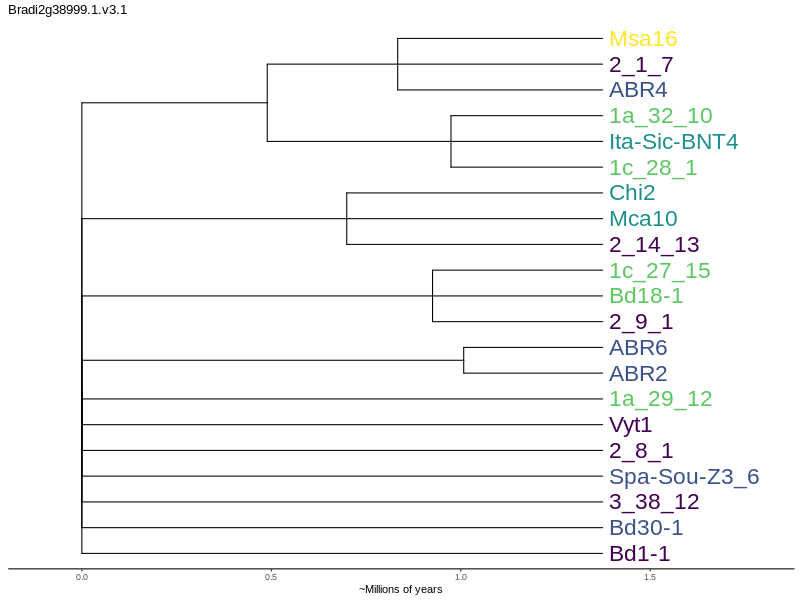 Bradi2g38999.1.v3.1
Msa16
2_1_7
ABR4
1a_32_10
Ita-Sic-BNT4
1c_28_1
Chi2
Mca10
2_14_13
1c_27_15
Bd18-1
2_9_1
ABR6
ABR2
1a_29_12
Vyt1
2_8_1
Spa-Sou-Z3_6
3_38_12
Bd30-1
Bd1-1
0.0 0.5 1.0 1.5
~Millions of years